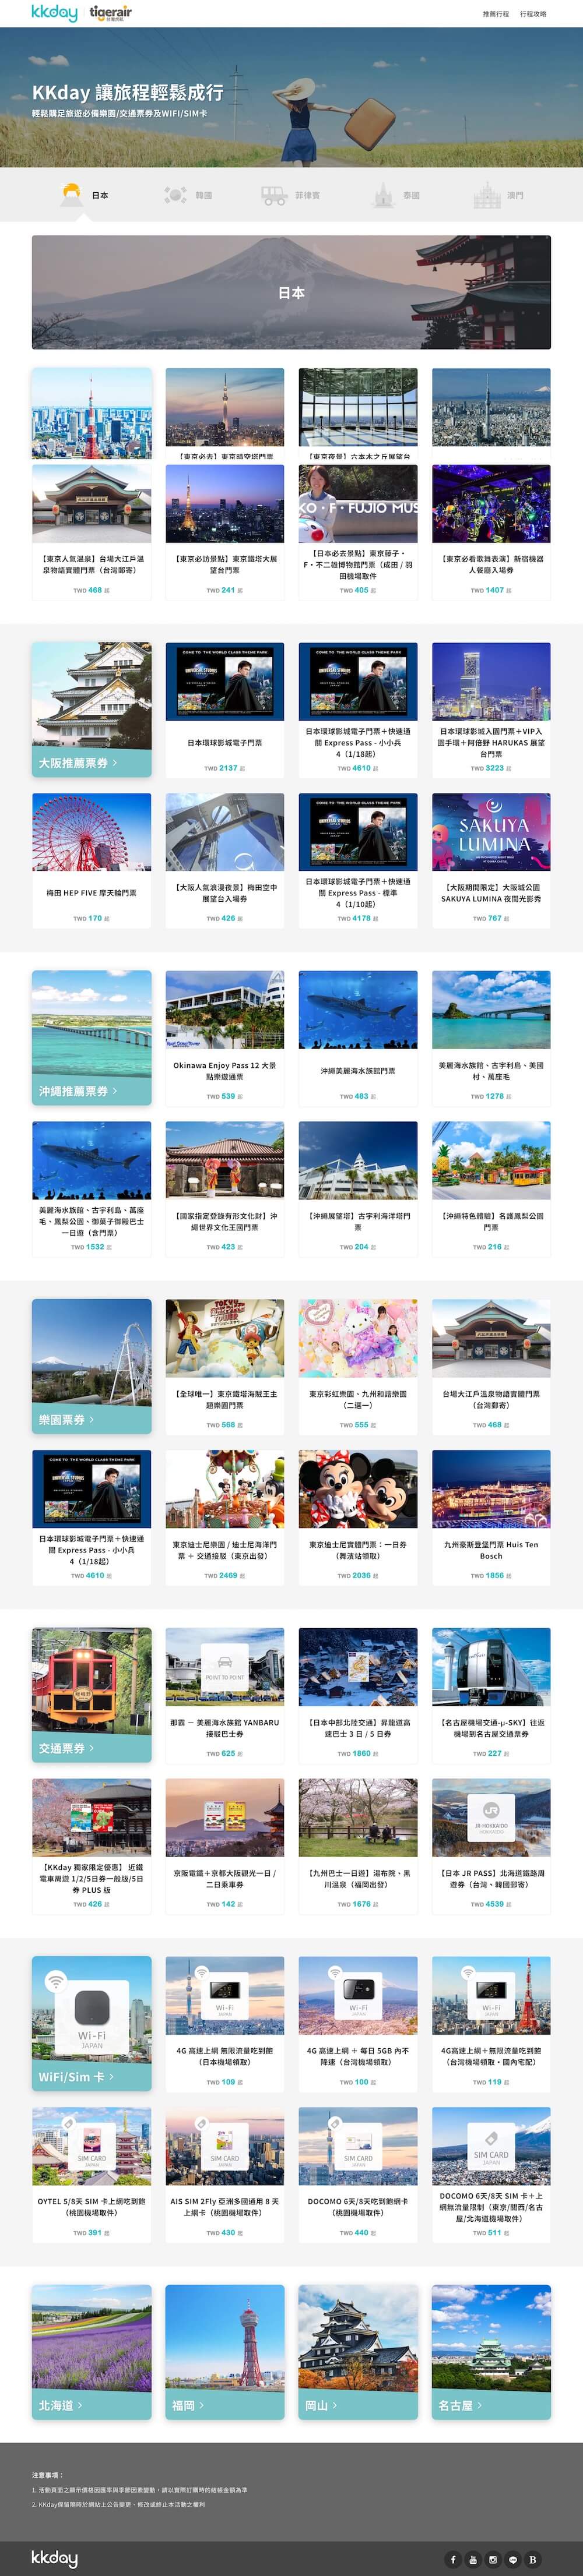 kkday tigerair 台灣虎航
推薦行程 行程攻略
KKday 讓旅程輕鬆成行
輕鬆購足旅遊必備樂園/交通票券及WIFI/SIM卡
日本 韓國 菲律賓 泰國 澳門
日本
【東京必去】東京晴空塔門票
【東京夜景】六本木之丘展望台
KO・F・FUJIO MUS
【東京人氣溫泉】台場大江戶溫
泉物語實體門票（台灣郵寄）
TWD 468 起
【東京必訪景點】東京鐵塔大展
望台門票
TWD 241 起
【日本必去景點】東京藤子・
F・不二雄博物館門票（成田 / 羽
田機場取件
TWD 405 起
【東京必看歌舞表演】新宿機器
人餐廳入場券
TWD 1407 起
大阪推薦票券 >
COME TO THE WORLD CLASS THEME PARK
UNIVERSAL STUDIOS JAPAN
日本環球影城電子門票
TWD 2137 起
COME TO THE WORLD CLASS THEME PARK
UNIVERSAL STUDIOS JAPAN
日本環球影城電子門票＋快速通
關 Express Pass - 小小兵
4（1/18起）
TWD 4610 起
日本環球影城入園門票＋VIP入
園手環＋阿倍野 HARUKAS 展望
台門票
TWD 3223 起
梅田 HEP FIVE 摩天輪門票
TWD 170 起
【大阪人氣浪漫夜景】梅田空中
展望台入場券
TWD 426 起
COME TO THE WORLD CLASS THEME PARK
UNIVERSAL STUDIOS JAPAN
日本環球影城電子門票＋快速通
關 Express Pass - 標準
4（1/10起）
TWD 4178 起
SAKUYA
LUMINA
【大阪期間限定】大阪城公園
SAKUYA LUMINA 夜間光影秀
TWD 767 起
沖繩推薦票券 >
Okinawa Enjoy Pass 12 大景
點樂遊通票
TWD 539 起
沖繩美麗海水族館門票
TWD 483 起
美麗海水族館、古宇利島、美國
村、萬座毛
TWD 1278 起
美麗海水族館、古宇利島、萬座
毛、鳳梨公園、御菓子御殿巴士
一日遊（含門票）
TWD 1532 起
【國家指定登錄有形文化財】沖
繩世界文化王國門票
TWD 423 起
【沖繩展望塔】古宇利海洋塔門
票
TWD 204 起
【沖繩特色體驗】名護鳳梨公園
門票
TWD 216 起
樂園票券 >
TOKYO
TOWER
【全球唯一】東京鐵塔海賊王主
題樂園門票
TWD 568 起
東京彩虹樂園、九州和諧樂園
（二選一）
TWD 555 起
台場大江戶溫泉物語實體門票
（台灣郵寄）
TWD 468 起
COME TO THE WORLD CLASS THEME PARK
UNIVERSAL STUDIOS JAPAN
日本環球影城電子門票＋快速通
關 Express Pass - 小小兵
4（1/18起）
TWD 4610 起
東京迪士尼樂園 / 迪士尼海洋門
票 ＋ 交通接駁（東京出發）
TWD 2469 起
東京迪士尼實體門票：一日券
（舞濱站領取）
TWD 2036 起
九州豪斯登堡門票 Huis Ten
Bosch
TWD 1856 起
交通票券 >
POINT TO POINT
那霸 － 美麗海水族館 YANBARU
接駁巴士券
TWD 625 起
【日本中部北陸交通】昇龍道高
速巴士 3 日 / 5 日券
TWD 1860 起
【名古屋機場交通-μ-SKY】往返
機場到名古屋交通票券
TWD 227 起
【KKday 獨家限定優惠】 近鐵
電車周遊 1/2/5日券一般版/5日
券 PLUS 版
TWD 426 起
京阪電鐵＋京都大阪觀光一日 /
二日乘車券
TWD 142 起
【九州巴士一日遊】湯布院、黑
川溫泉（福岡出發）
TWD 1676 起
JR
JR-HOKKAIDO
HOKKAIDO
【日本 JR PASS】北海道鐵路周
遊券（台灣・韓國郵寄）
TWD 4539 起
Wi-Fi
JAPAN
WiFi/Sim 卡 >
Wi-Fi
JAPAN
4G 高速上網 無限流量吃到飽
（日本機場領取）
TWD 109 起
Wi-Fi
JAPAN
4G 高速上網 ＋ 每日 5GB 內不
降速（台灣機場領取）
TWD 100 起
Wi-Fi
JAPAN
4G高速上網＋無限流量吃到飽
（台灣機場領取・國內宅配）
TWD 119 起
SIM CARD
JAPAN
OYTEL 5/8天 SIM 卡上網吃到飽
（桃園機場取件）
TWD 391 起
SIM CARD
JAPAN
AIS SIM 2Fly 亞洲多國通用 8 天
上網卡（桃園機場取件）
TWD 430 起
SIM CARD
JAPAN
DOCOMO 6天/8天吃到飽網卡
（桃園機場取件）
TWD 440 起
SIM CARD
JAPAN
DOCOMO 6天/8天 SIM 卡＋上
網無流量限制（東京/關西/名古
屋/北海道機場取件）
TWD 511 起
北海道 >
福岡 >
岡山 >
名古屋 >
注意事項：
1. 活動頁面之顯示價格因匯率與季節因素變動，請以實際訂購時的結帳金額為準
2. KKday保留隨時於網站上公告變更、修改或終止本活動之權利
kkday